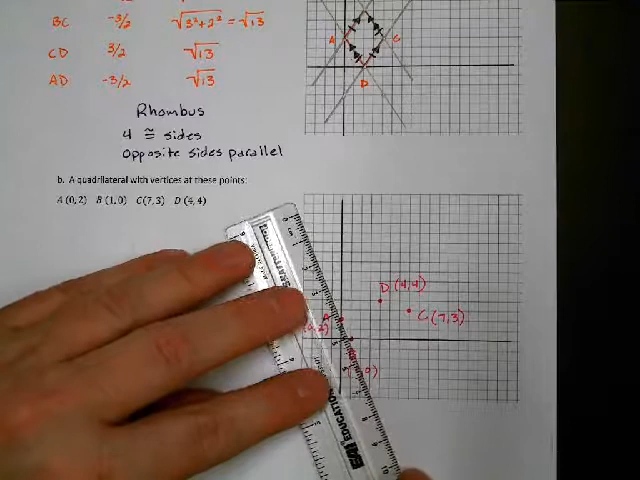 BC -3/2 √3²+2² = √13
CD 3/2 √13
AD -3/2 √13
A C
D
Rhombus
4 ≅ sides
opposite sides parallel
b. A quadrilateral with vertices at these points:
A (0, 2) B (1, 0) C(7, 3) D (4, 4)
D (4,4)
A
C (7,3)
EDUCATION